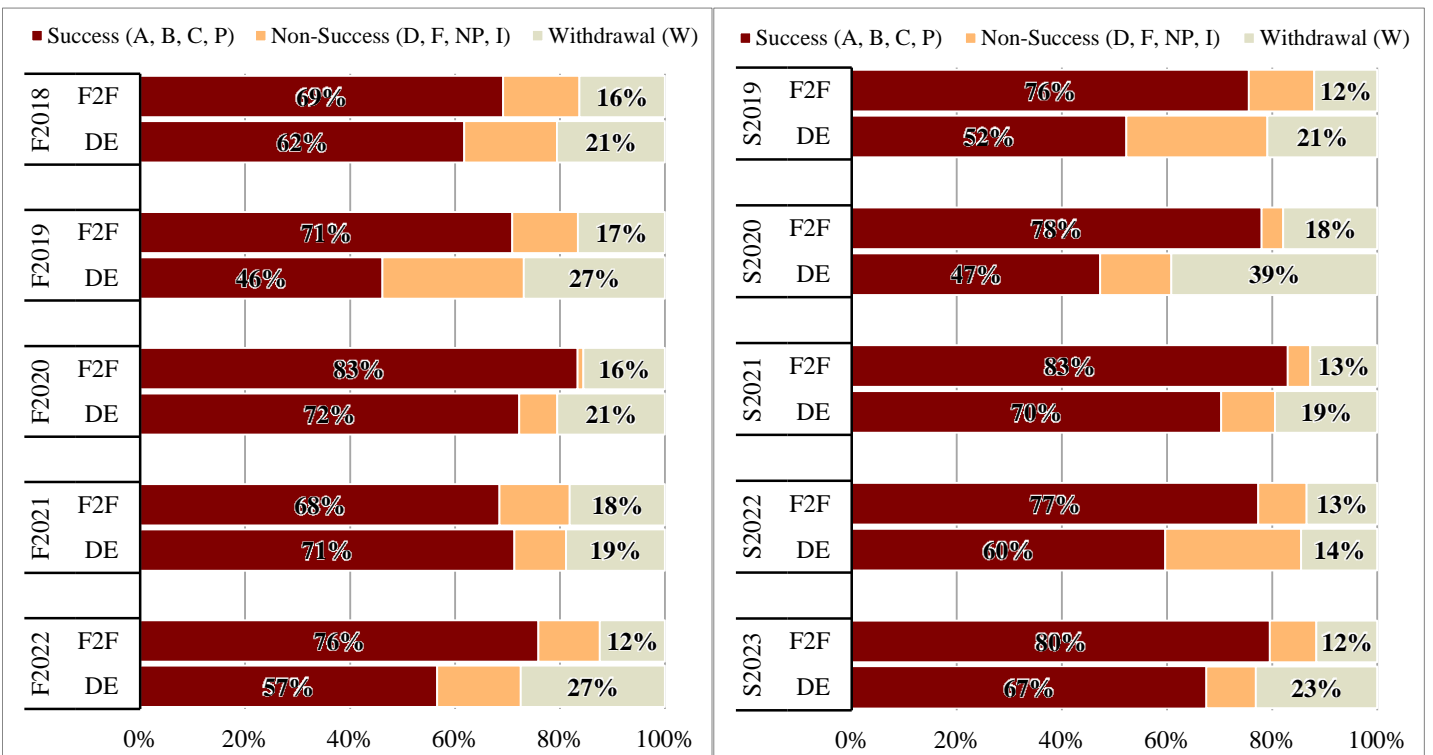 Success (A, B, C, P) Non-Success (D, F, NP, I) Withdrawal (W)
F2018
F2F 69% 16%
DE 62% 21%
F2019
F2F 71% 17%
DE 46% 27%
F2020
F2F 83% 16%
DE 72% 21%
F2021
F2F 68% 18%
DE 71% 19%
F2022
F2F 76% 12%
DE 57% 27%
0% 20% 40% 60% 80% 100%
Success (A, B, C, P) Non-Success (D, F, NP, I) Withdrawal (W)
S2019
F2F 76% 12%
DE 52% 21%
S2020
F2F 78% 18%
DE 47% 39%
S2021
F2F 83% 13%
DE 70% 19%
S2022
F2F 77% 13%
DE 60% 14%
S2023
F2F 80% 12%
DE 67% 23%
0% 20% 40% 60% 80% 100%